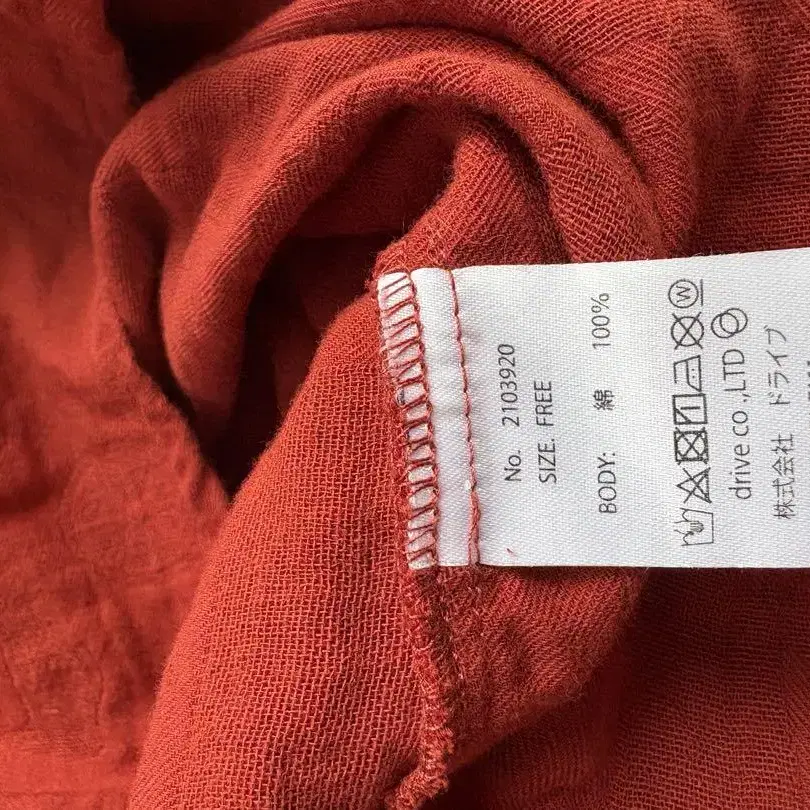 No. 2103920
SIZE. FREE
BODY: 綿 100%
drive co .,LTD
株式会社 ドライブ